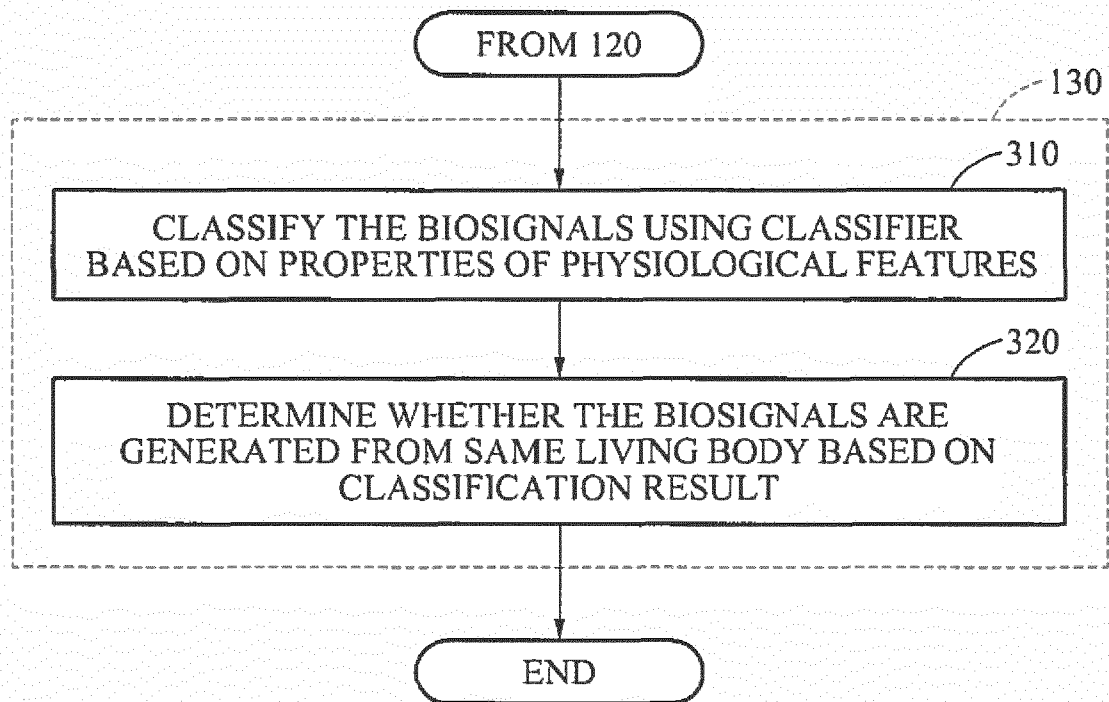 FROM 120
130
310
CLASSIFY THE BIOSIGNALS USING CLASSIFIER
BASED ON PROPERTIES OF PHYSIOLOGICAL FEATURES
320
DETERMINE WHETHER THE BIOSIGNALS ARE
GENERATED FROM SAME LIVING BODY BASED ON
CLASSIFICATION RESULT
END